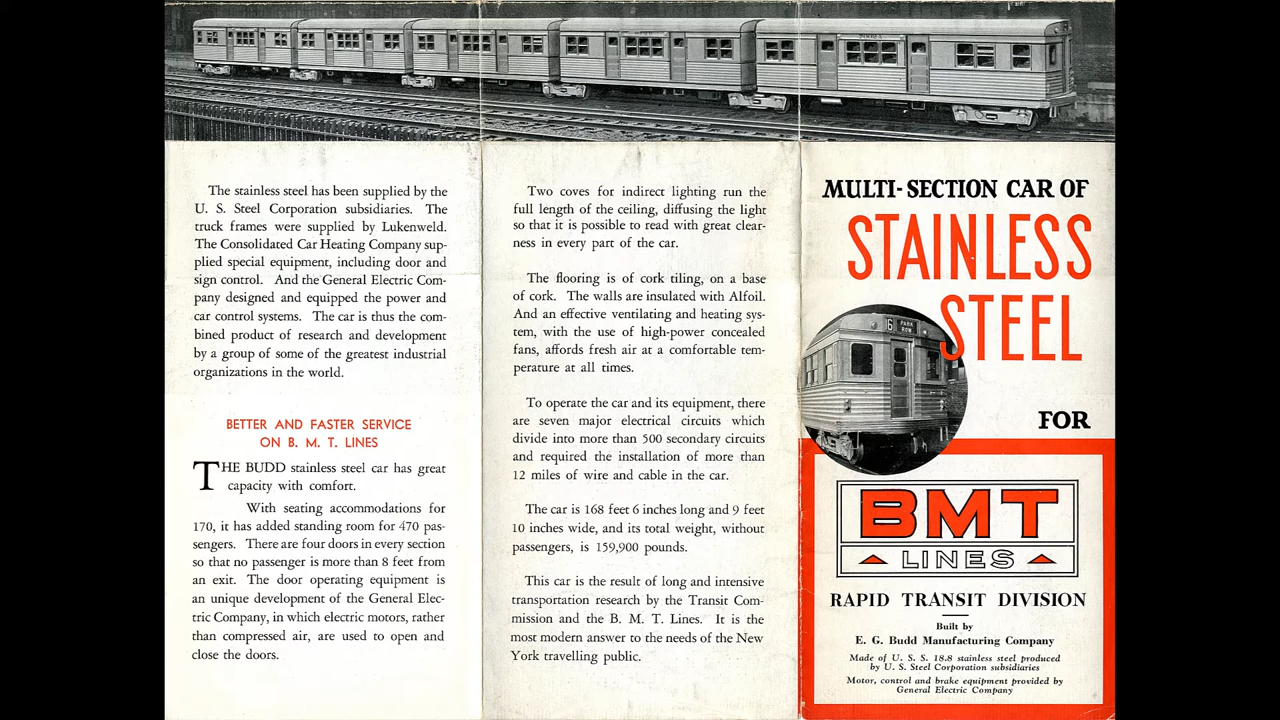 The stainless steel has been supplied by the
U. S. Steel Corporation subsidiaries. The
truck frames were supplied by Lukenweld.
The Consolidated Car Heating Company sup-
plied special equipment, including door and
sign control. And the General Electric Com-
pany designed and equipped the power and
car control systems. The car is thus the com-
bined product of research and development
by a group of some of the greatest industrial
organizations in the world.
BETTER AND FASTER SERVICE
ON B. M. T. LINES
THE BUDD stainless steel car has great
capacity with comfort.
With seating accommodations for
170, it has added standing room for 470 pas-
sengers. There are four doors in every section
so that no passenger is more than 8 feet from
an exit. The door operating equipment is
an unique development of the General Elec-
tric Company, in which electric motors, rather
than compressed air, are used to open and
close the doors.
Two coves for indirect lighting run the
full length of the ceiling, diffusing the light
so that it is possible to read with great clear-
ness in every part of the car.
The flooring is of cork tiling, on a base
of cork. The walls are insulated with Alfoil.
And an effective ventilating and heating sys-
tem, with the use of high-power concealed
fans, affords fresh air at a comfortable tem-
perature at all times.
To operate the car and its equipment, there
are seven major electrical circuits which
divide into more than 500 secondary circuits
and required the installation of more than
12 miles of wire and cable in the car.
The car is 168 feet 6 inches long and 9 feet
10 inches wide, and its total weight, without
passengers, is 159,900 pounds.
This car is the result of long and intensive
transportation research by the Transit Com-
mission and the B. M. T. Lines. It is the
most modern answer to the needs of the New
York travelling public.
MULTI-SECTION CAR OF
STAINLESS
STEEL
6 PARK
ROW
FOR
BMT
LINES
RAPID TRANSIT DIVISION
Built by
E. G. Budd Manufacturing Company
Made of U. S. S. 18.8 stainless steel produced
by U. S. Steel Corporation subsidiaries
Motor, control and brake equipment provided by
General Electric Company